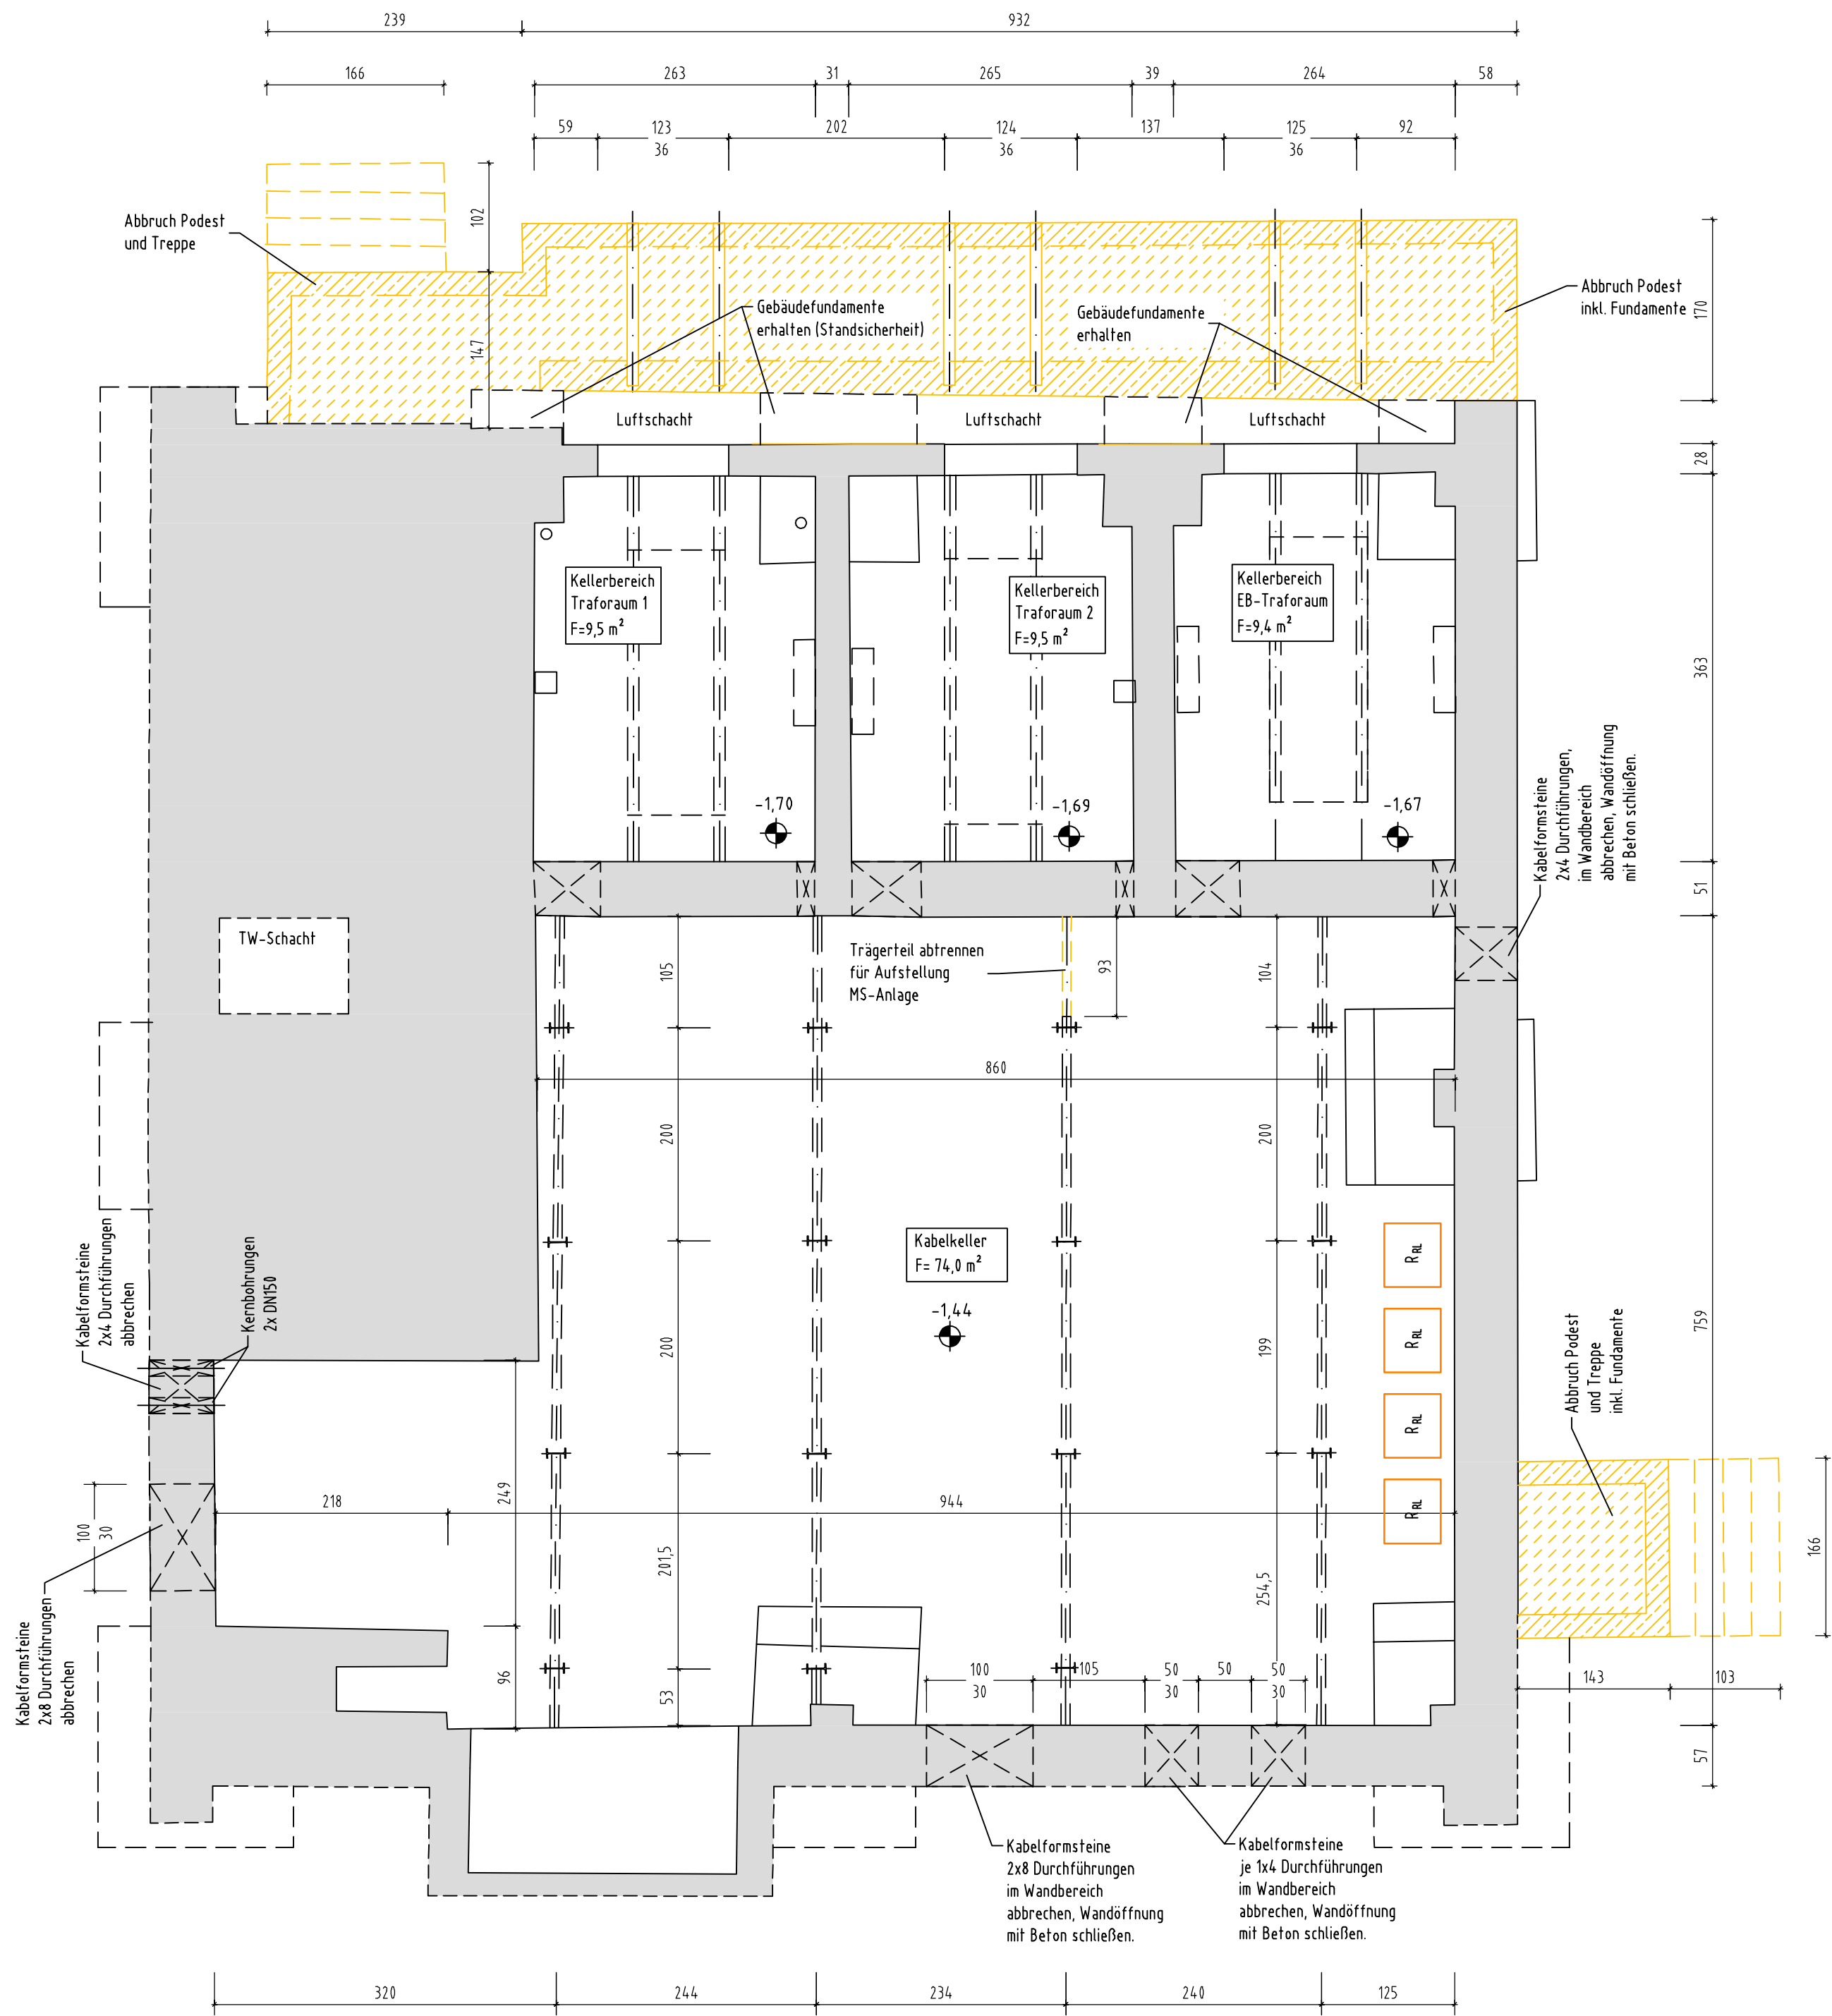 239
932
166
263
31
265
39
264
58
59
123
36
202
124
36
137
125
36
92
102
Abbruch Podest
und Treppe
147
Gebäudefundamente
erhalten (Standsicherheit)
Gebäudefundamente
erhalten
Abbruch Podest
inkl. Fundamente
170
Luftschacht
Luftschacht
Luftschacht
28
Kellerbereich
Traforaum 1
F=9,5 m²
Kellerbereich
Traforaum 2
F=9,5 m²
Kellerbereich
EB-Traforaum
F=9,4 m²
363
-1,70
-1,69
-1,67
Kabelformsteine
2x4 Durchführungen,
im Wandbereich
abbrechen, Wandöffnung
mit Beton schließen.
51
TW-Schacht
105
Trägerteil abtrennen
für Aufstellung
MS-Anlage
93
104
860
200
200
Kabelkeller
F= 74,0 m²
-1,44
R RL
R RL
R RL
R RL
Kabelformsteine
2x4 Durchführungen
abbrechen
Kernbohrungen
2x DN150
200
199
759
Abbruch Podest
und Treppe
inkl. Fundamente
249
218
944
100
30
201,5
254,5
166
Kabelformsteine
2x8 Durchführungen
abbrechen
96
53
100
30
105
50
30
50
50
30
143
103
57
Kabelformsteine
2x8 Durchführungen
im Wandbereich
abbrechen, Wandöffnung
mit Beton schließen.
Kabelformsteine
je 1x4 Durchführungen
im Wandbereich
abbrechen, Wandöffnung
mit Beton schließen.
320
244
234
240
125